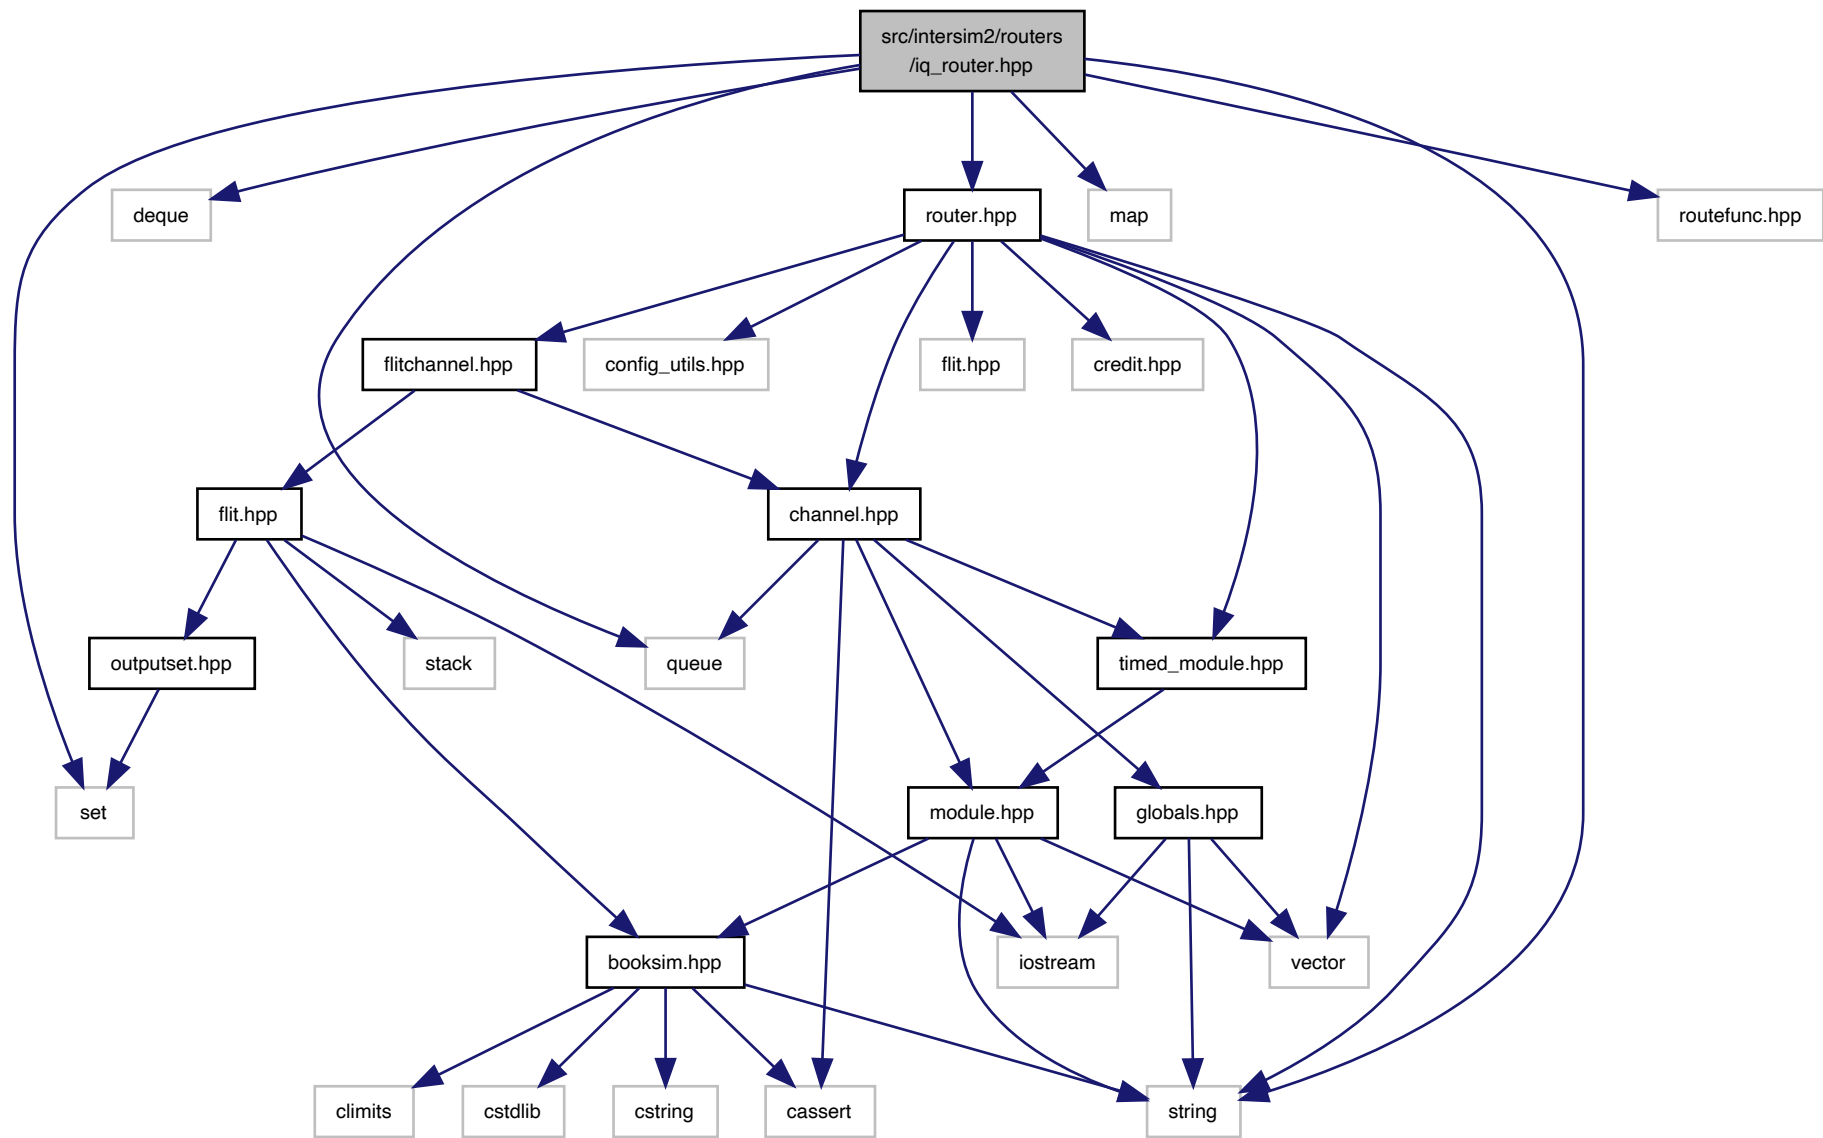 src/intersim2/routers
/iq_router.hpp
deque
router.hpp
map
routefunc.hpp
flitchannel.hpp
config_utils.hpp
flit.hpp
credit.hpp
flit.hpp
channel.hpp
outputset.hpp
stack
queue
timed_module.hpp
set
module.hpp
globals.hpp
booksim.hpp
iostream
vector
climits
cstdlib
cstring
cassert
string